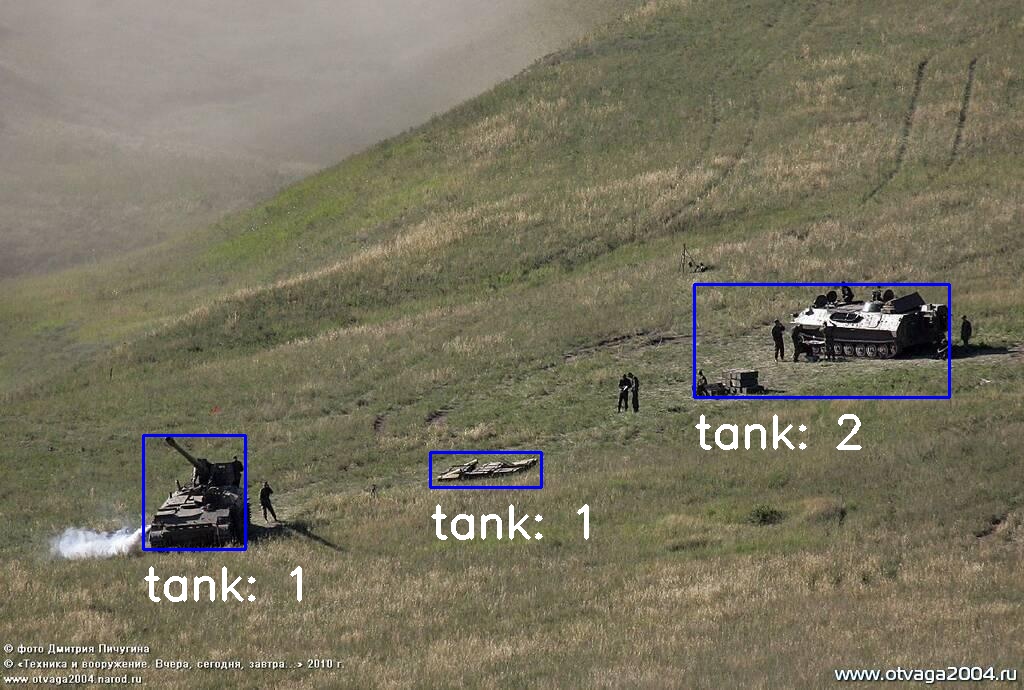 tank: 2
tank: 1
tank: 1
© фото Дмитрия Пичугина
© «Техника и вооружение. Вчера, сегодня, завтра...» 2010 г.
www.otvaga2004.narod.ru
www.otvaga2004.ru